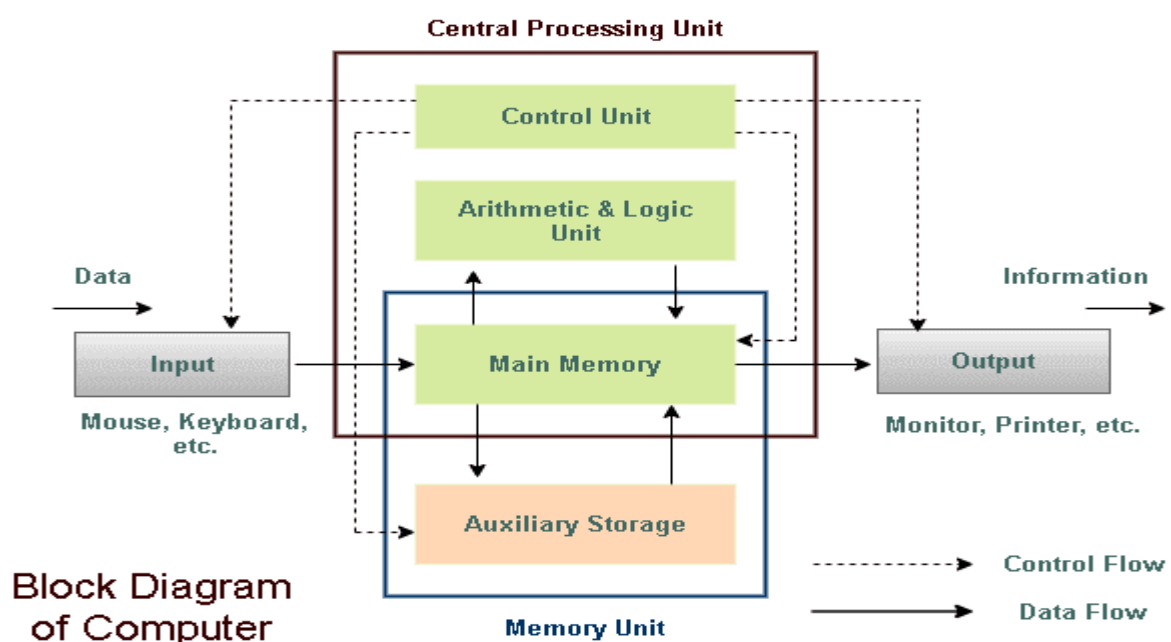 Central Processing Unit
Control Unit
Arithmetic & Logic
Unit
Data
Information
Input
Main Memory
Output
Mouse, Keyboard,
etc.
Monitor, Printer, etc.
Auxiliary Storage
Block Diagram
of Computer
Control Flow
Data Flow
Memory Unit